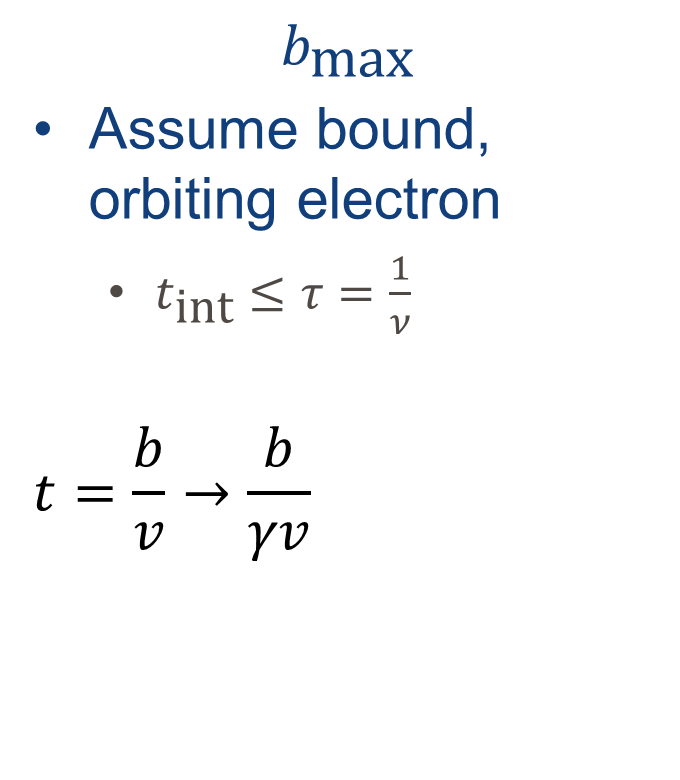 b_max
• Assume bound,
orbiting electron
• t_int ≤ τ = 1/ν
t = b/v → b/γv